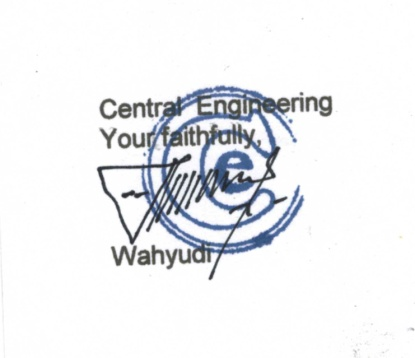 Central Engineering
Your faithfully,
e
Wahyudi